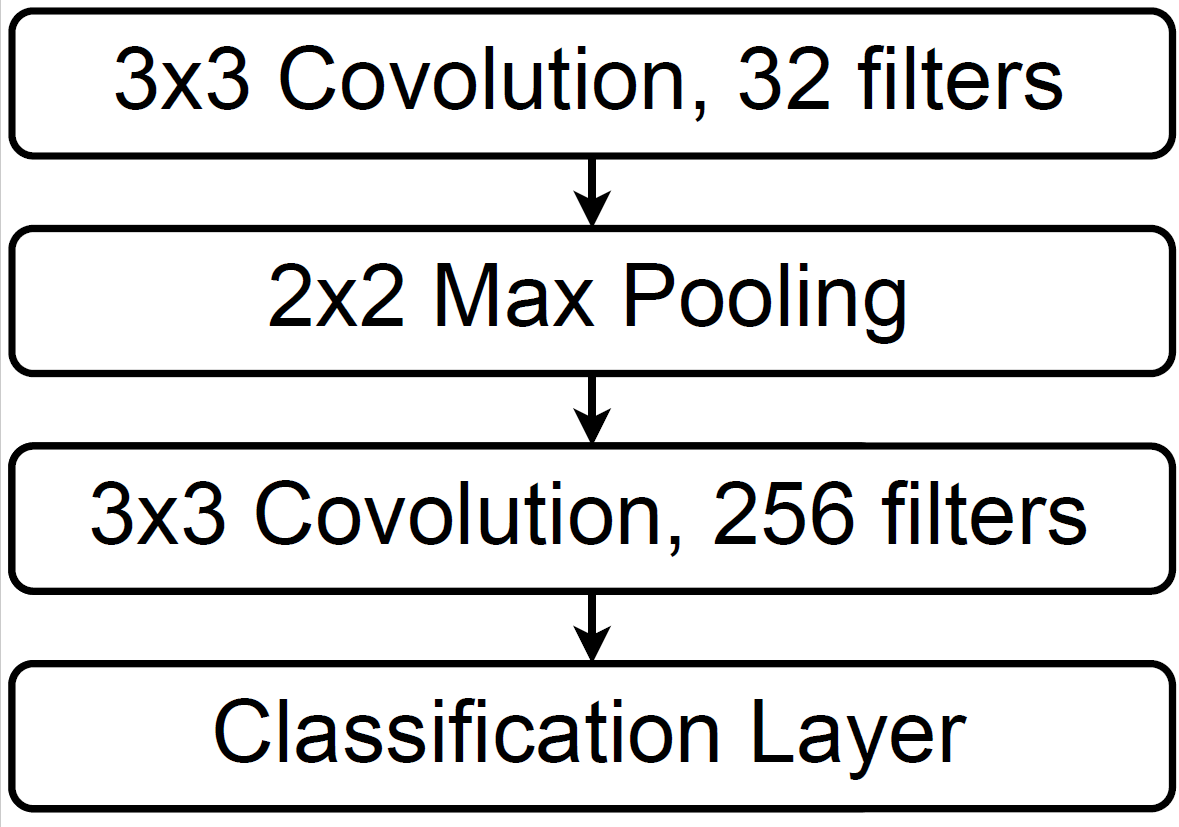 3x3 Covolution, 32 filters
2x2 Max Pooling
3x3 Covolution, 256 filters
Classification Layer